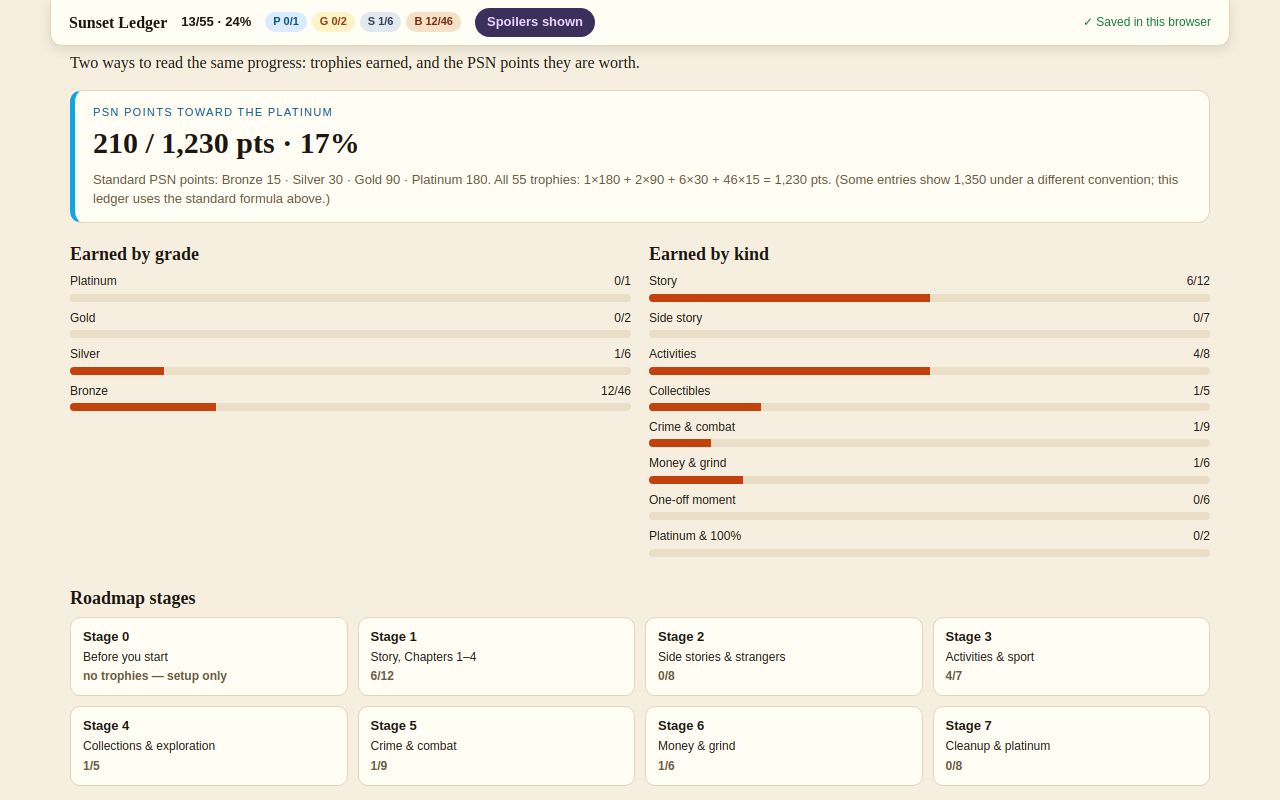 Sunset Ledger 13/55 · 24% P 0/1 G 0/2 S 1/6 B 12/46 Spoilers shown ✓ Saved in this browser
Two ways to read the same progress: trophies earned, and the PSN points they are worth.
PSN POINTS TOWARD THE PLATINUM
210 / 1,230 pts · 17%
Standard PSN points: Bronze 15 · Silver 30 · Gold 90 · Platinum 180. All 55 trophies: 1×180 + 2×90 + 6×30 + 46×15 = 1,230 pts. (Some entries show 1,350 under a different convention; this
ledger uses the standard formula above.)
Earned by grade
Platinum 0/1
Gold 0/2
Silver 1/6
Bronze 12/46
Earned by kind
Story 6/12
Side story 0/7
Activities 4/8
Collectibles 1/5
Crime & combat 1/9
Money & grind 1/6
One-off moment 0/6
Platinum & 100% 0/2
Roadmap stages
Stage 0
Before you start
no trophies — setup only
Stage 1
Story, Chapters 1–4
6/12
Stage 2
Side stories & strangers
0/8
Stage 3
Activities & sport
4/7
Stage 4
Collections & exploration
1/5
Stage 5
Crime & combat
1/9
Stage 6
Money & grind
1/6
Stage 7
Cleanup & platinum
0/8